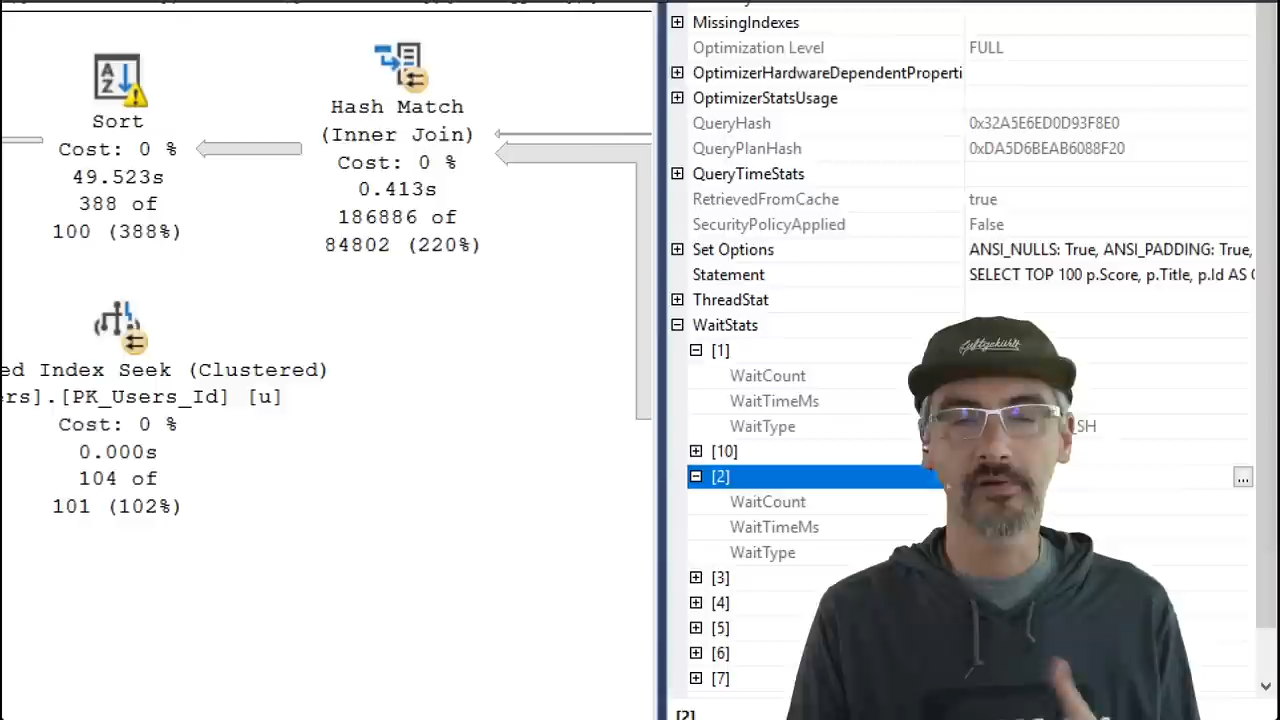 Sort
Cost: 0 %
49.523s
388 of
100 (388%)
Hash Match
(Inner Join)
Cost: 0 %
0.413s
186886 of
84802 (220%)
ed Index Seek (Clustered)
rs].[PK_Users_Id] [u]
Cost: 0 %
0.000s
104 of
101 (102%)
MissingIndexes
Optimization Level FULL
OptimizerHardwareDependentProperti
OptimizerStatsUsage
QueryHash 0x32A5E6ED0D93F8E0
QueryPlanHash 0xDA5D6BEAB6088F20
QueryTimeStats
RetrievedFromCache true
SecurityPolicyApplied False
Set Options ANSI_NULLS: True, ANSI_PADDING: True,
Statement SELECT TOP 100 p.Score, p.Title, p.Id AS
ThreadStat
WaitStats
[1]
WaitCount
WaitTimeMs
WaitType SH
[10]
[2] ...
WaitCount
WaitTimeMs
WaitType
[3]
[4]
[5]
[6]
[7]
[2]